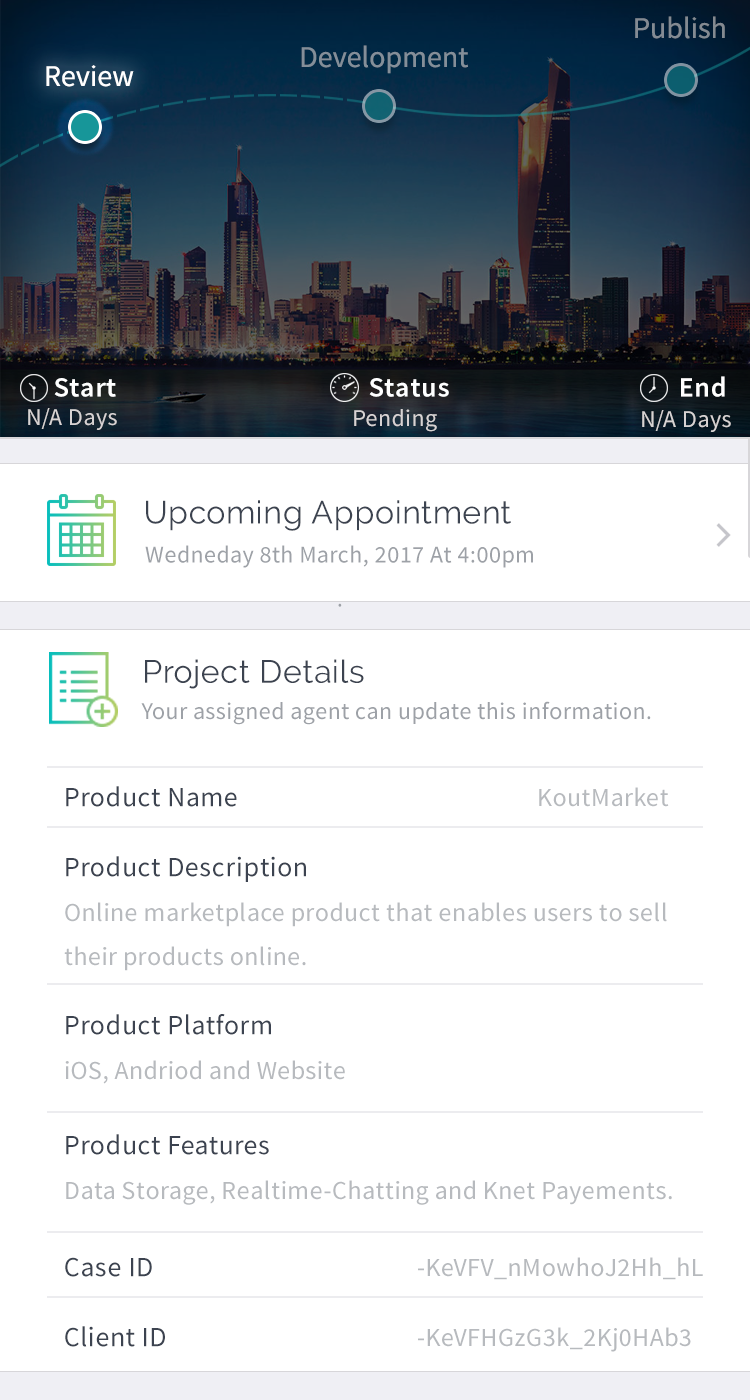 Publish
Development
Review
Start
Status
End
N/A Days
Pending
N/A Days
Upcoming Appointment
Wedneday 8th March, 2017 At 4:00pm
Project Details
Your assigned agent can update this information.
Product Name
KoutMarket
Product Description
Online marketplace product that enables users to sell
their products online.
Product Platform
iOS, Andriod and Website
Product Features
Data Storage, Realtime-Chatting and Knet Payements.
Case ID
-KeVFV_nMowhoJ2Hh_hL
Client ID
-KeVFHGzG3k_2Kj0HAb3